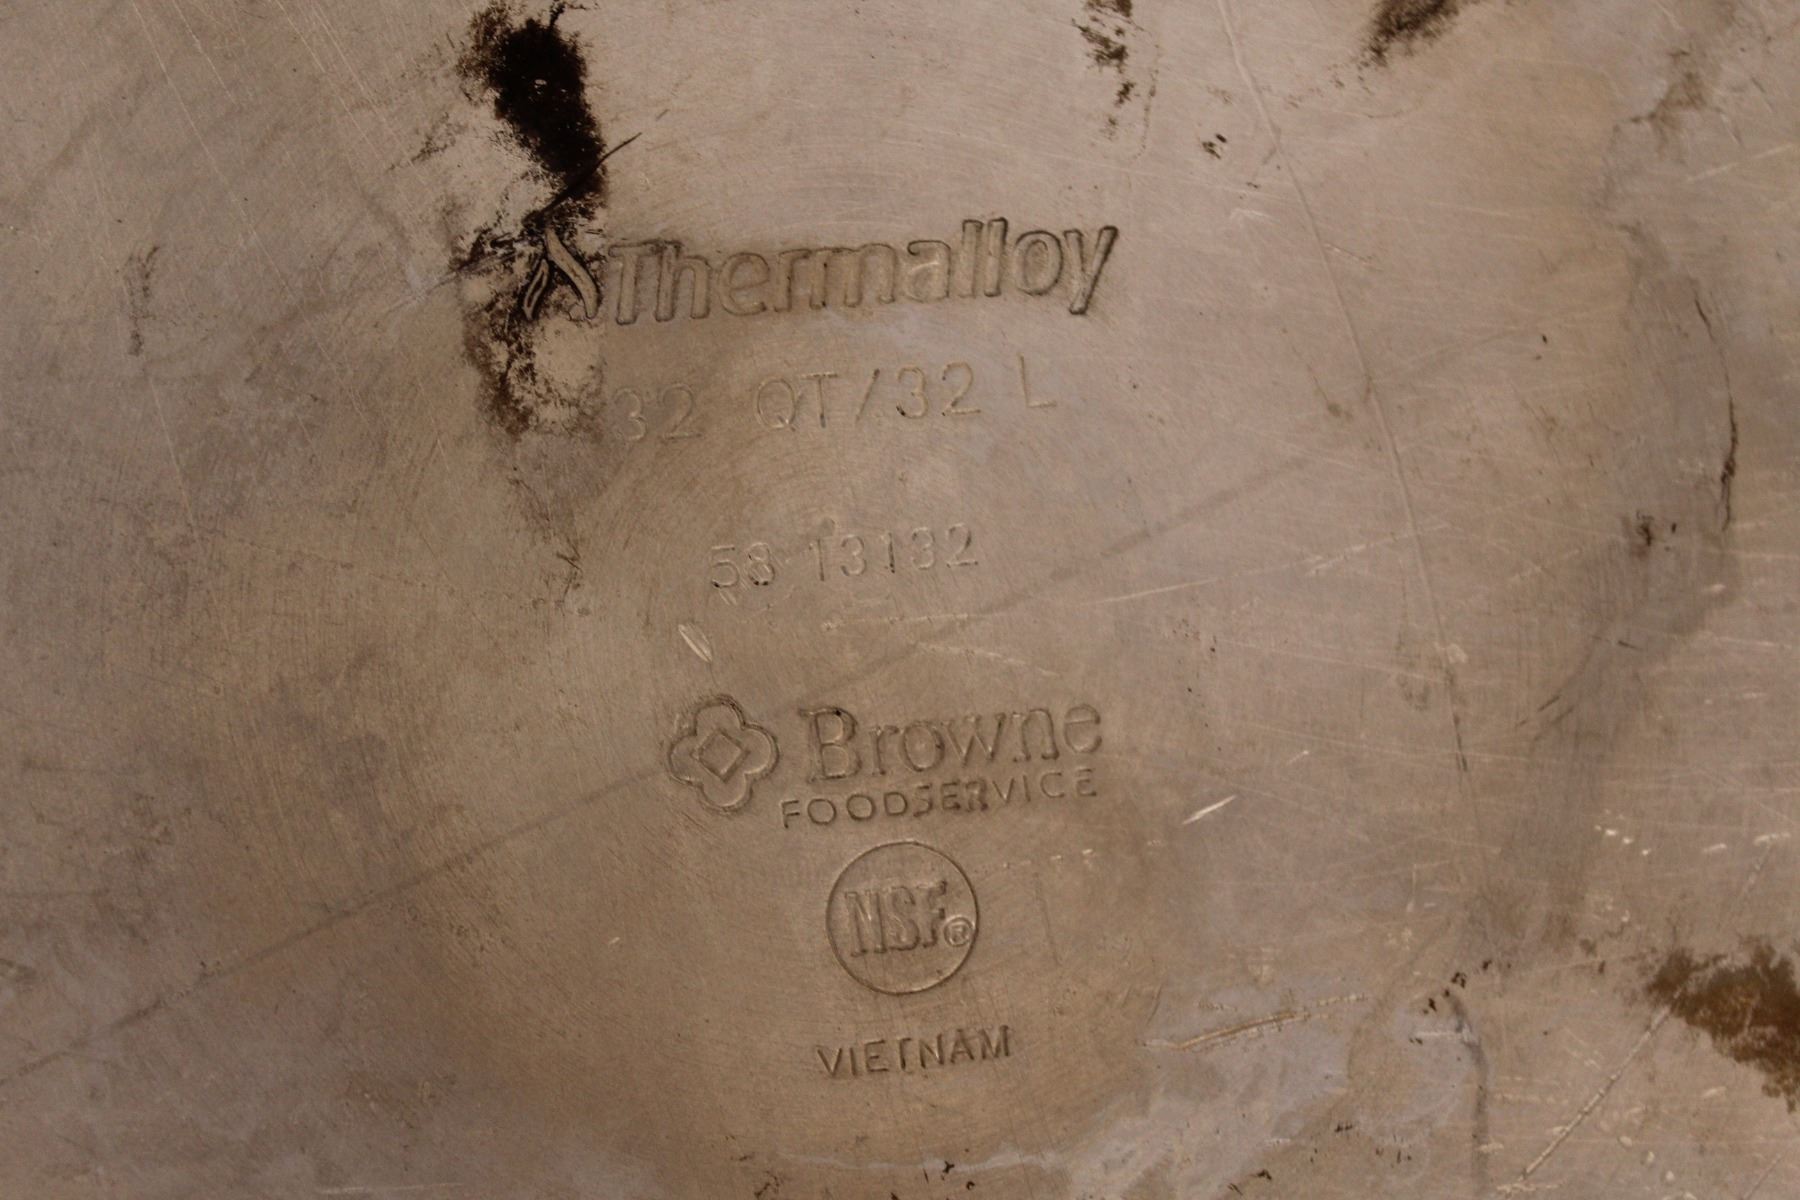 Thermalloy
32 QT/32 L
58 13132
Browne
FOODSERVICE
NSF®
VIETNAM